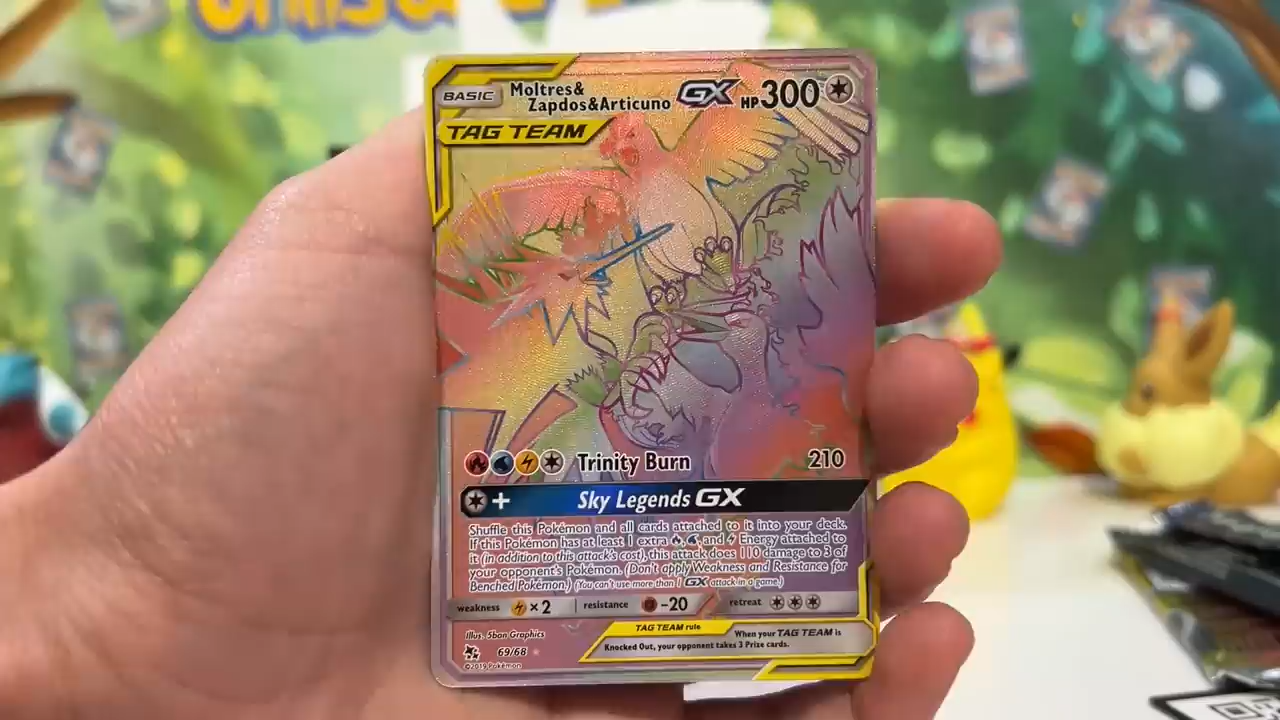 BASIC
Moltres&
Zapdos&Articuno GX HP300
TAG TEAM
Trinity Burn 210
+ Sky Legends GX
Shuffle this Pokémon and all cards attached to it into your deck.
If this Pokémon has at least 1 extra , , and Energy attached to
it (in addition to this attack's cost), this attack does 110 damage to 3 of
your opponent's Pokémon. (Don't apply Weakness and Resistance for
Benched Pokémon.) (You can't use more than 1 GX attack in a game.)
weakness ×2 resistance -20 retreat
Illus. 5ban Graphics
69/68
©2019 Pokémon
TAG TEAM rule
When your TAG TEAM is
Knocked Out, your opponent takes 3 Prize cards.